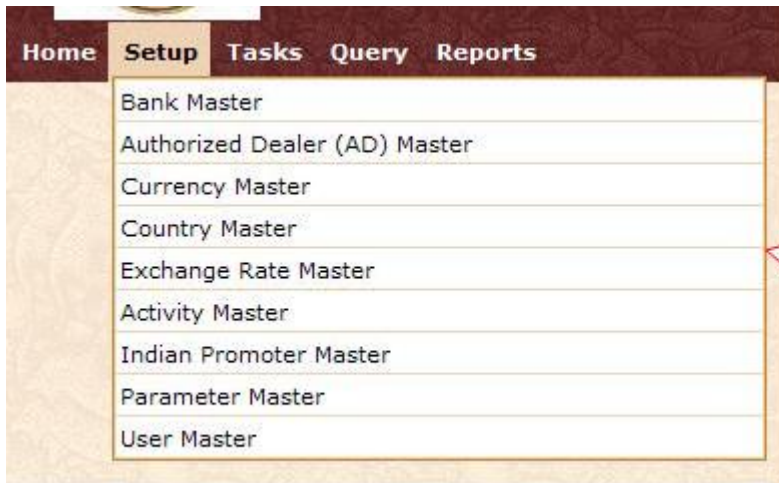 Home Setup Tasks Query Reports
Bank Master
Authorized Dealer (AD) Master
Currency Master
Country Master
Exchange Rate Master
Activity Master
Indian Promoter Master
Parameter Master
User Master